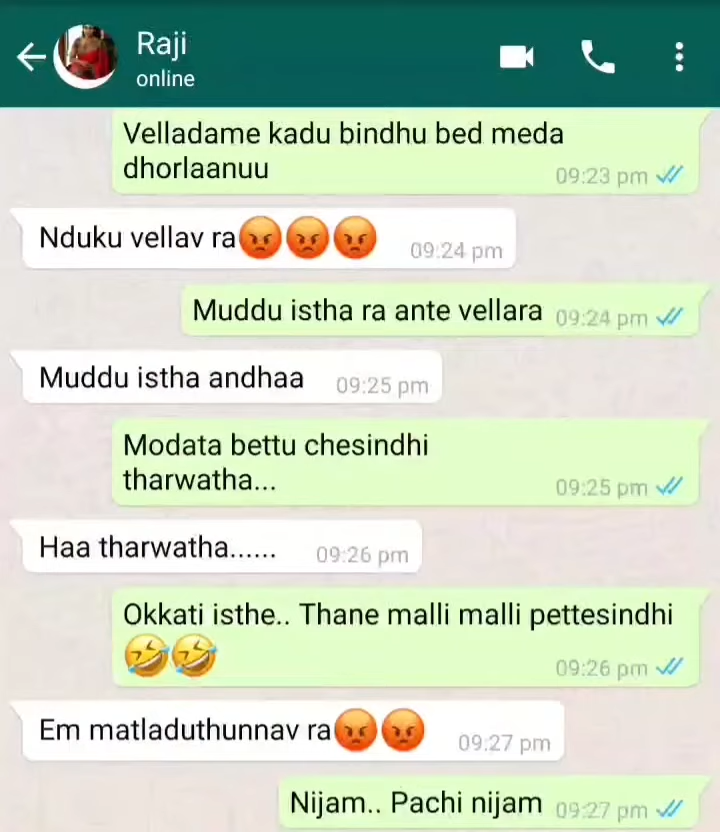 Raji
online
Velladame kadu bindhu bed meda
dhorlaanuu
09:23 pm
Nduku vellav ra😡😡😡 09:24 pm
Muddu istha ra ante vellara 09:24 pm
Muddu istha andhaa 09:25 pm
Modata bettu chesindhi
tharwatha...
09:25 pm
Haa tharwatha...... 09:26 pm
Okkati isthe.. Thane malli malli pettesindhi
🤣🤣 09:26 pm
Em matladuthunnav ra😡😡 09:27 pm
Nijam.. Pachi nijam 09:27 pm